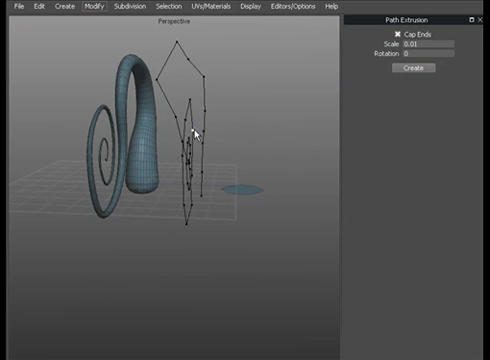 File Edit Create Modify Subdivision Selection UVs/Materials Display Editors/Options Help
Perspective
Path Extrusion
Cap Ends
Scale 0.01
Rotation 0
Create